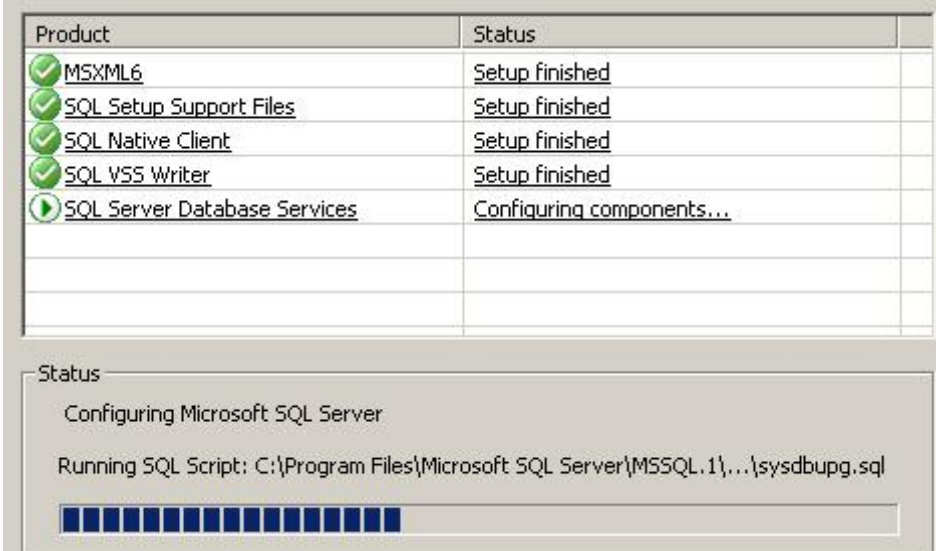 Product Status
MSXML6 Setup finished
SQL Setup Support Files Setup finished
SQL Native Client Setup finished
SQL VSS Writer Setup finished
SQL Server Database Services Configuring components...
Status
Configuring Microsoft SQL Server
Running SQL Script: C:\Program Files\Microsoft SQL Server\MSSQL.1\...\sysdbupg.sql